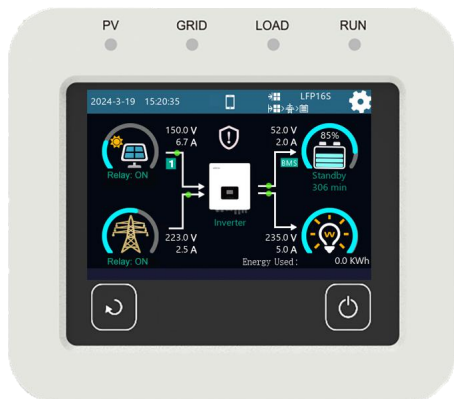 PV GRID LOAD RUN
2024-3-19 15:20:35
LFP16S
150.0 V
6.7 A
1
Relay: ON
52.0 V
2.0 A
BMS
85%
Standby
306 min
Inverter
223.0 V
2.5 A
Relay: ON
235.0 V
5.0 A
W
Energy Used: 0.0 KWh